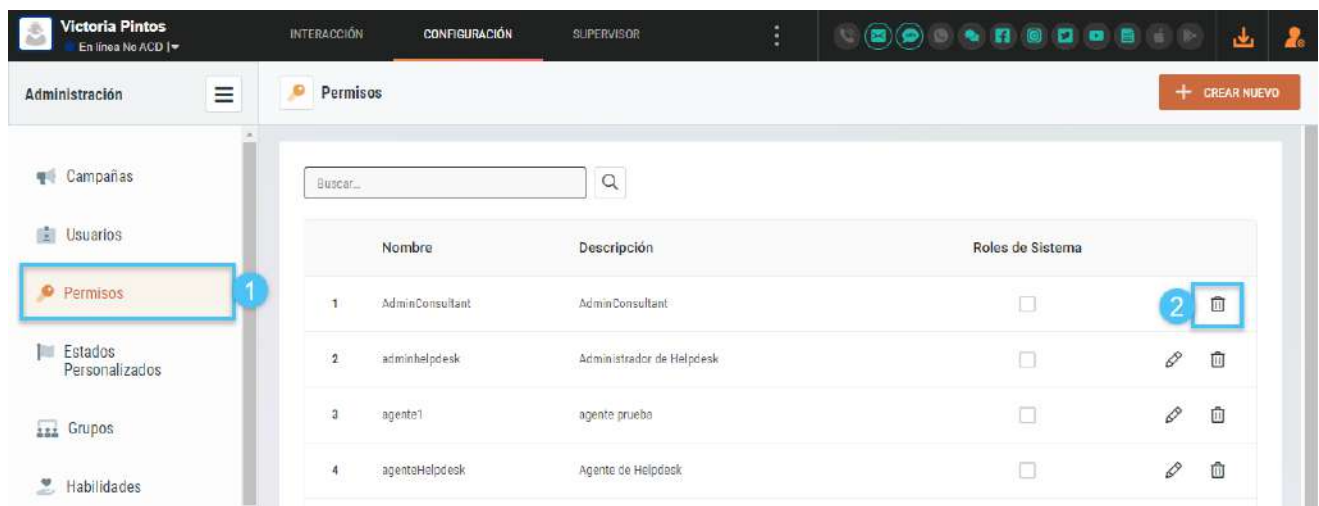 Victoria Pintos
En línea No ACD |
INTERACCIÓN
CONFIGURACIÓN
SUPERVISOR
Administración
Permisos
+ CREAR NUEVO
Campañas
Buscar...
Usuarios
Nombre
Descripción
Roles de Sistema
Permisos
1
1
AdminConsultant
AdminConsultant
2
Estados
Personalizados
2
adminhelpdesk
Administrador de Helpdesk
3
agente1
agente prueba
Grupos
4
agenteHelpdesk
Agente de Helpdesk
Habilidades